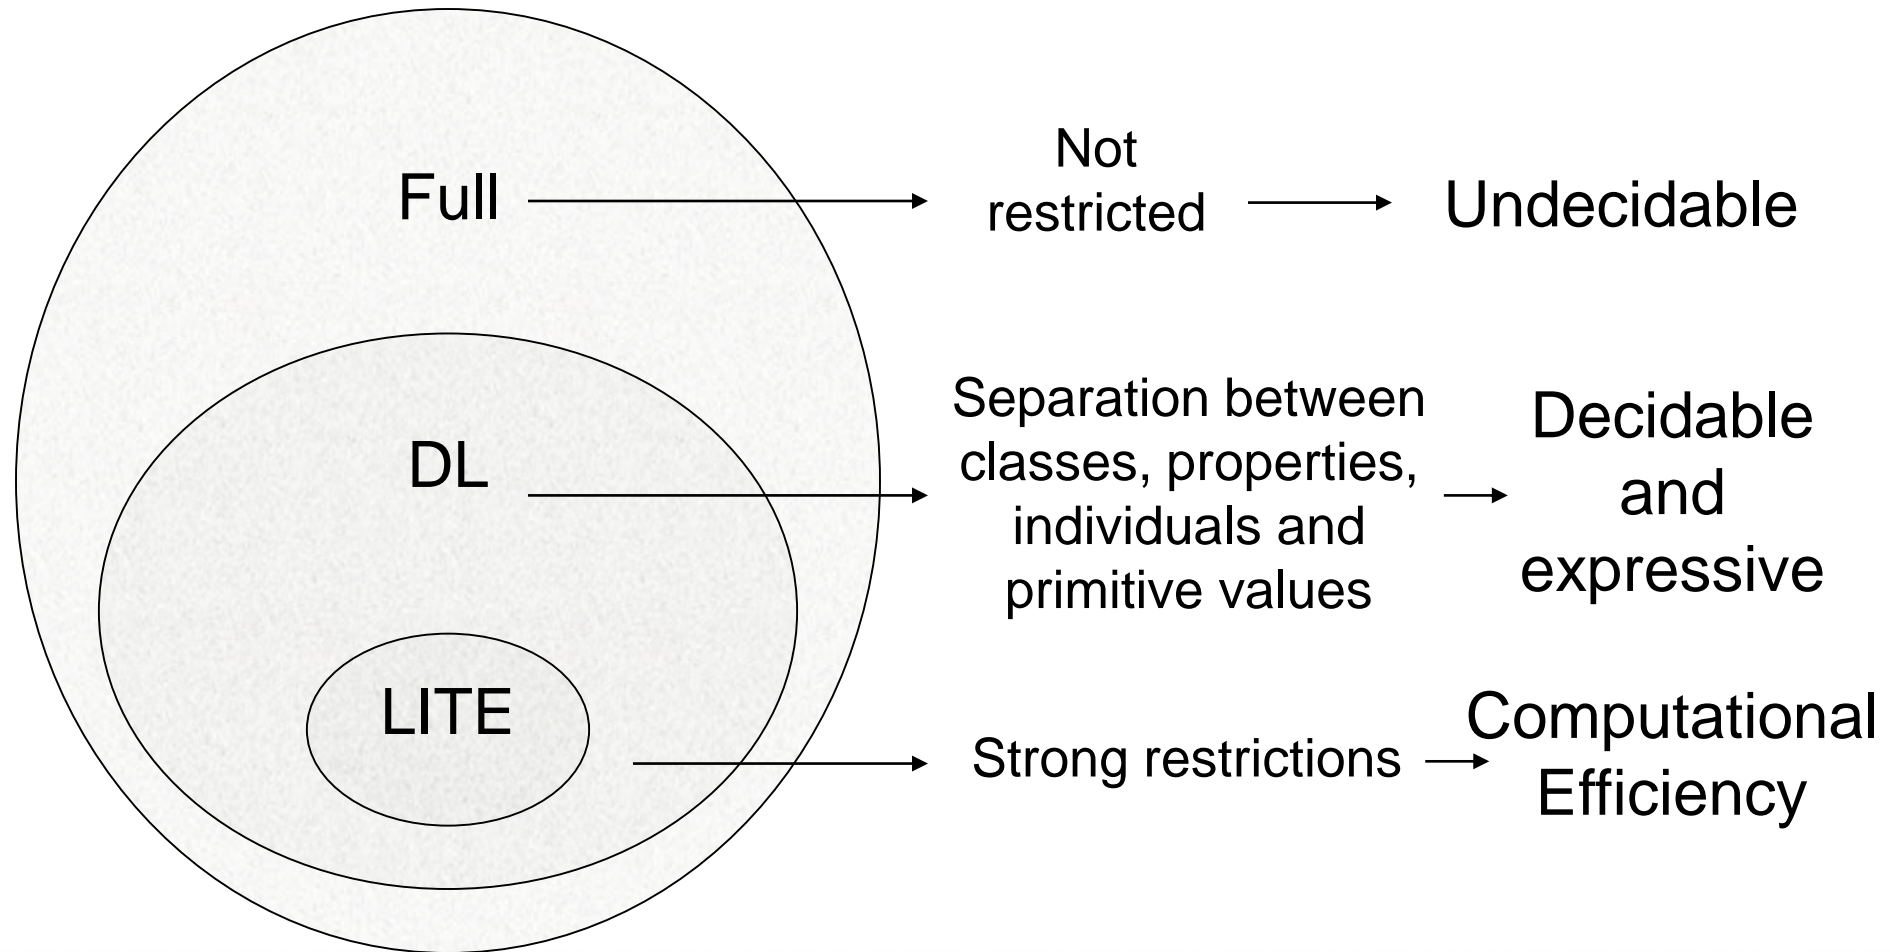 Full
Not
restricted
Undecidable
DL
Separation between
classes, properties,
individuals and
primitive values
Decidable
and
expressive
LITE
Strong restrictions
Computational
Efficiency